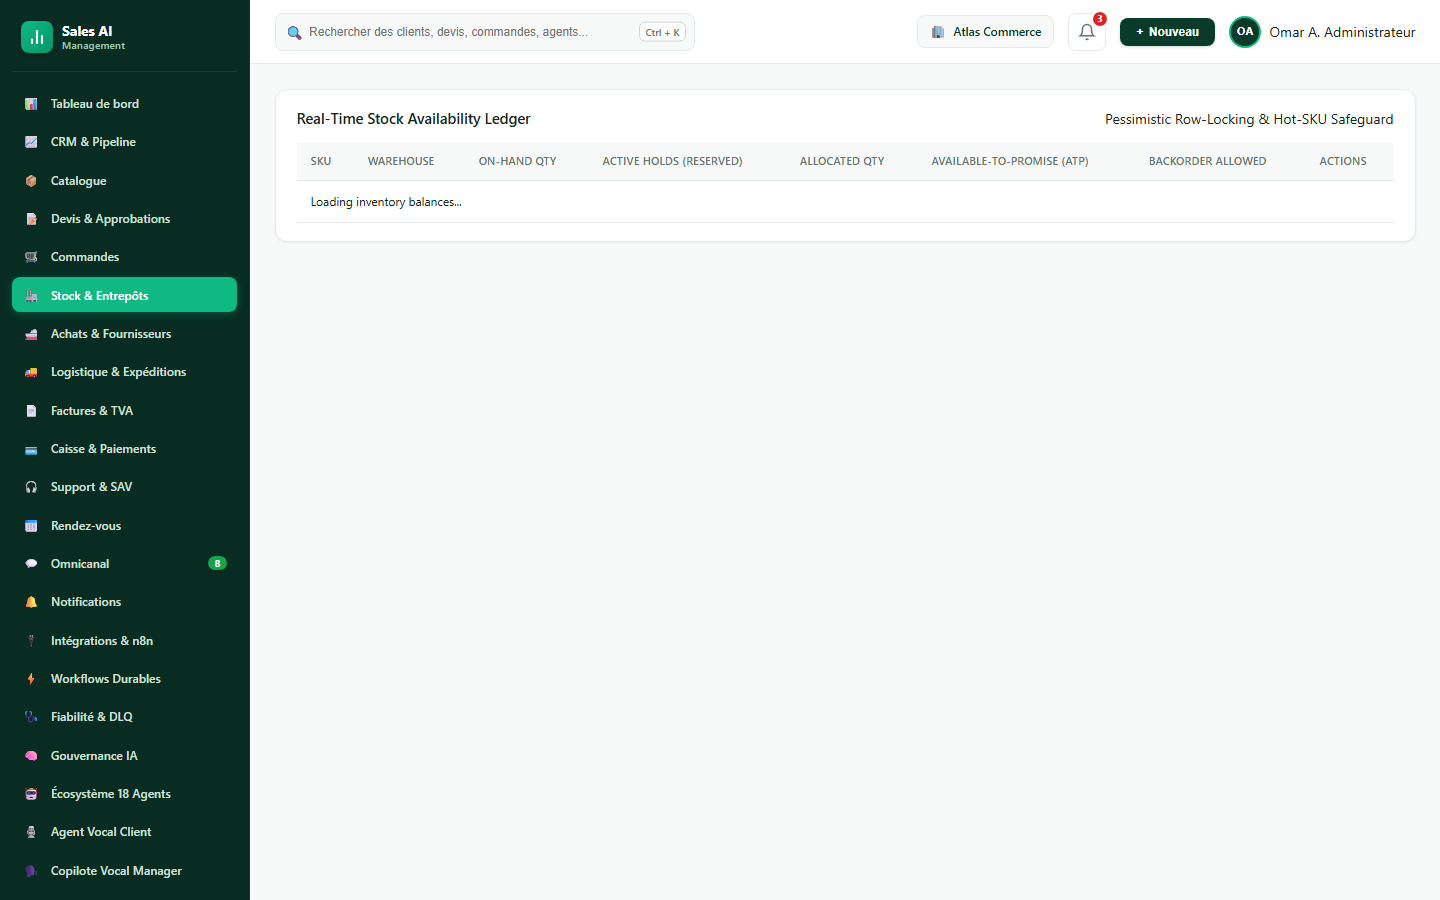 Sales AI
Management
Tableau de bord
CRM & Pipeline
Catalogue
Devis & Approbations
Commandes
Stock & Entrepôts
Achats & Fournisseurs
Logistique & Expéditions
Factures & TVA
Caisse & Paiements
Support & SAV
Rendez-vous
Omnicanal 8
Notifications
Intégrations & n8n
Workflows Durables
Fiabilité & DLQ
Gouvernance IA
Écosystème 18 Agents
Agent Vocal Client
Copilote Vocal Manager
Rechercher des clients, devis, commandes, agents... Ctrl + K
Atlas Commerce
3
+ Nouveau
OA Omar A. Administrateur
Real-Time Stock Availability Ledger
Pessimistic Row-Locking & Hot-SKU Safeguard
SKU WAREHOUSE ON-HAND QTY ACTIVE HOLDS (RESERVED) ALLOCATED QTY AVAILABLE-TO-PROMISE (ATP) BACKORDER ALLOWED ACTIONS
Loading inventory balances...